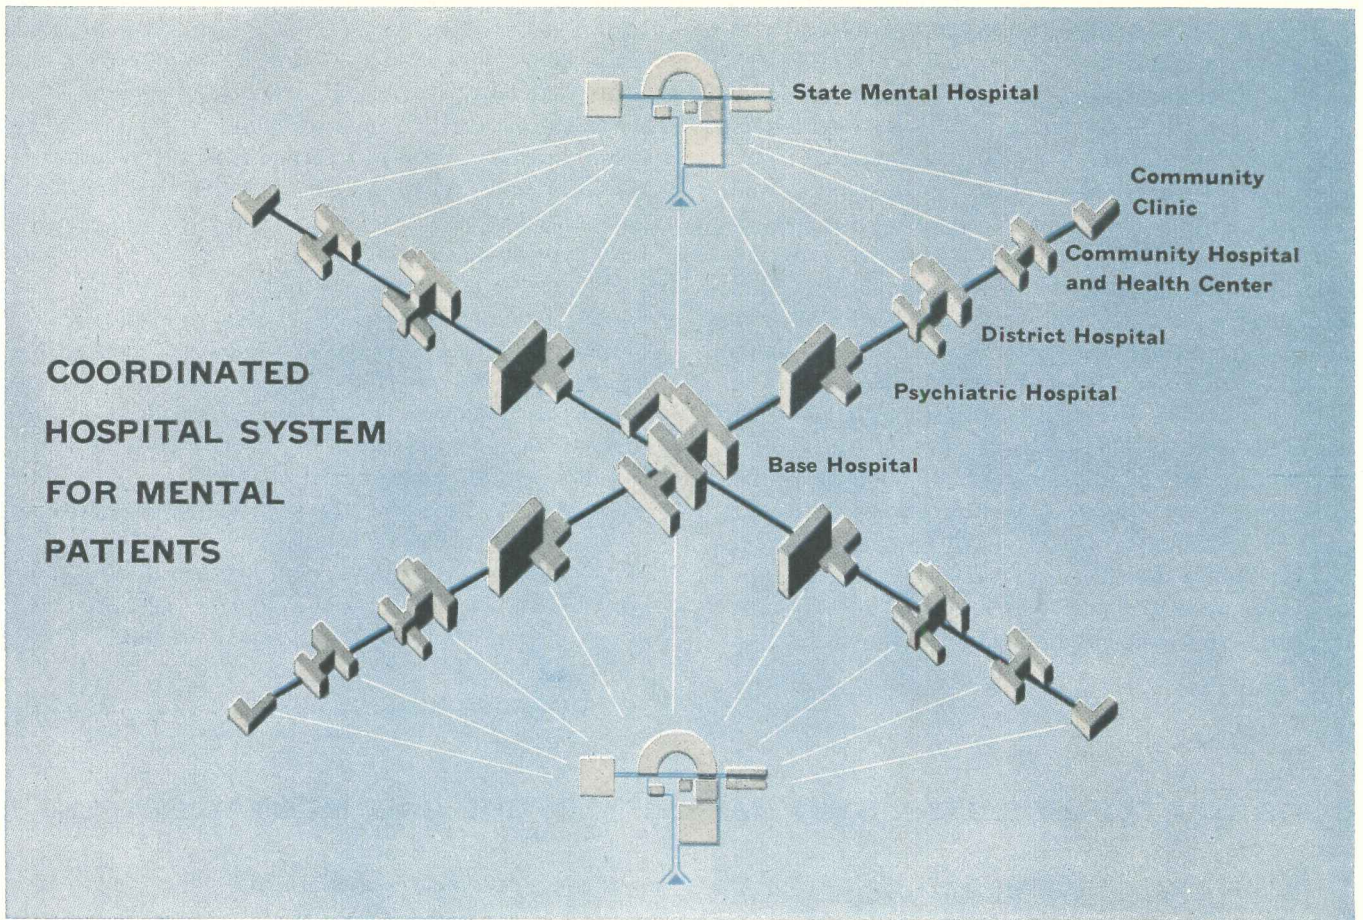 State Mental Hospital
Community
Clinic
Community Hospital
and Health Center
District Hospital
Psychiatric Hospital
Base Hospital
COORDINATED
HOSPITAL SYSTEM
FOR MENTAL
PATIENTS